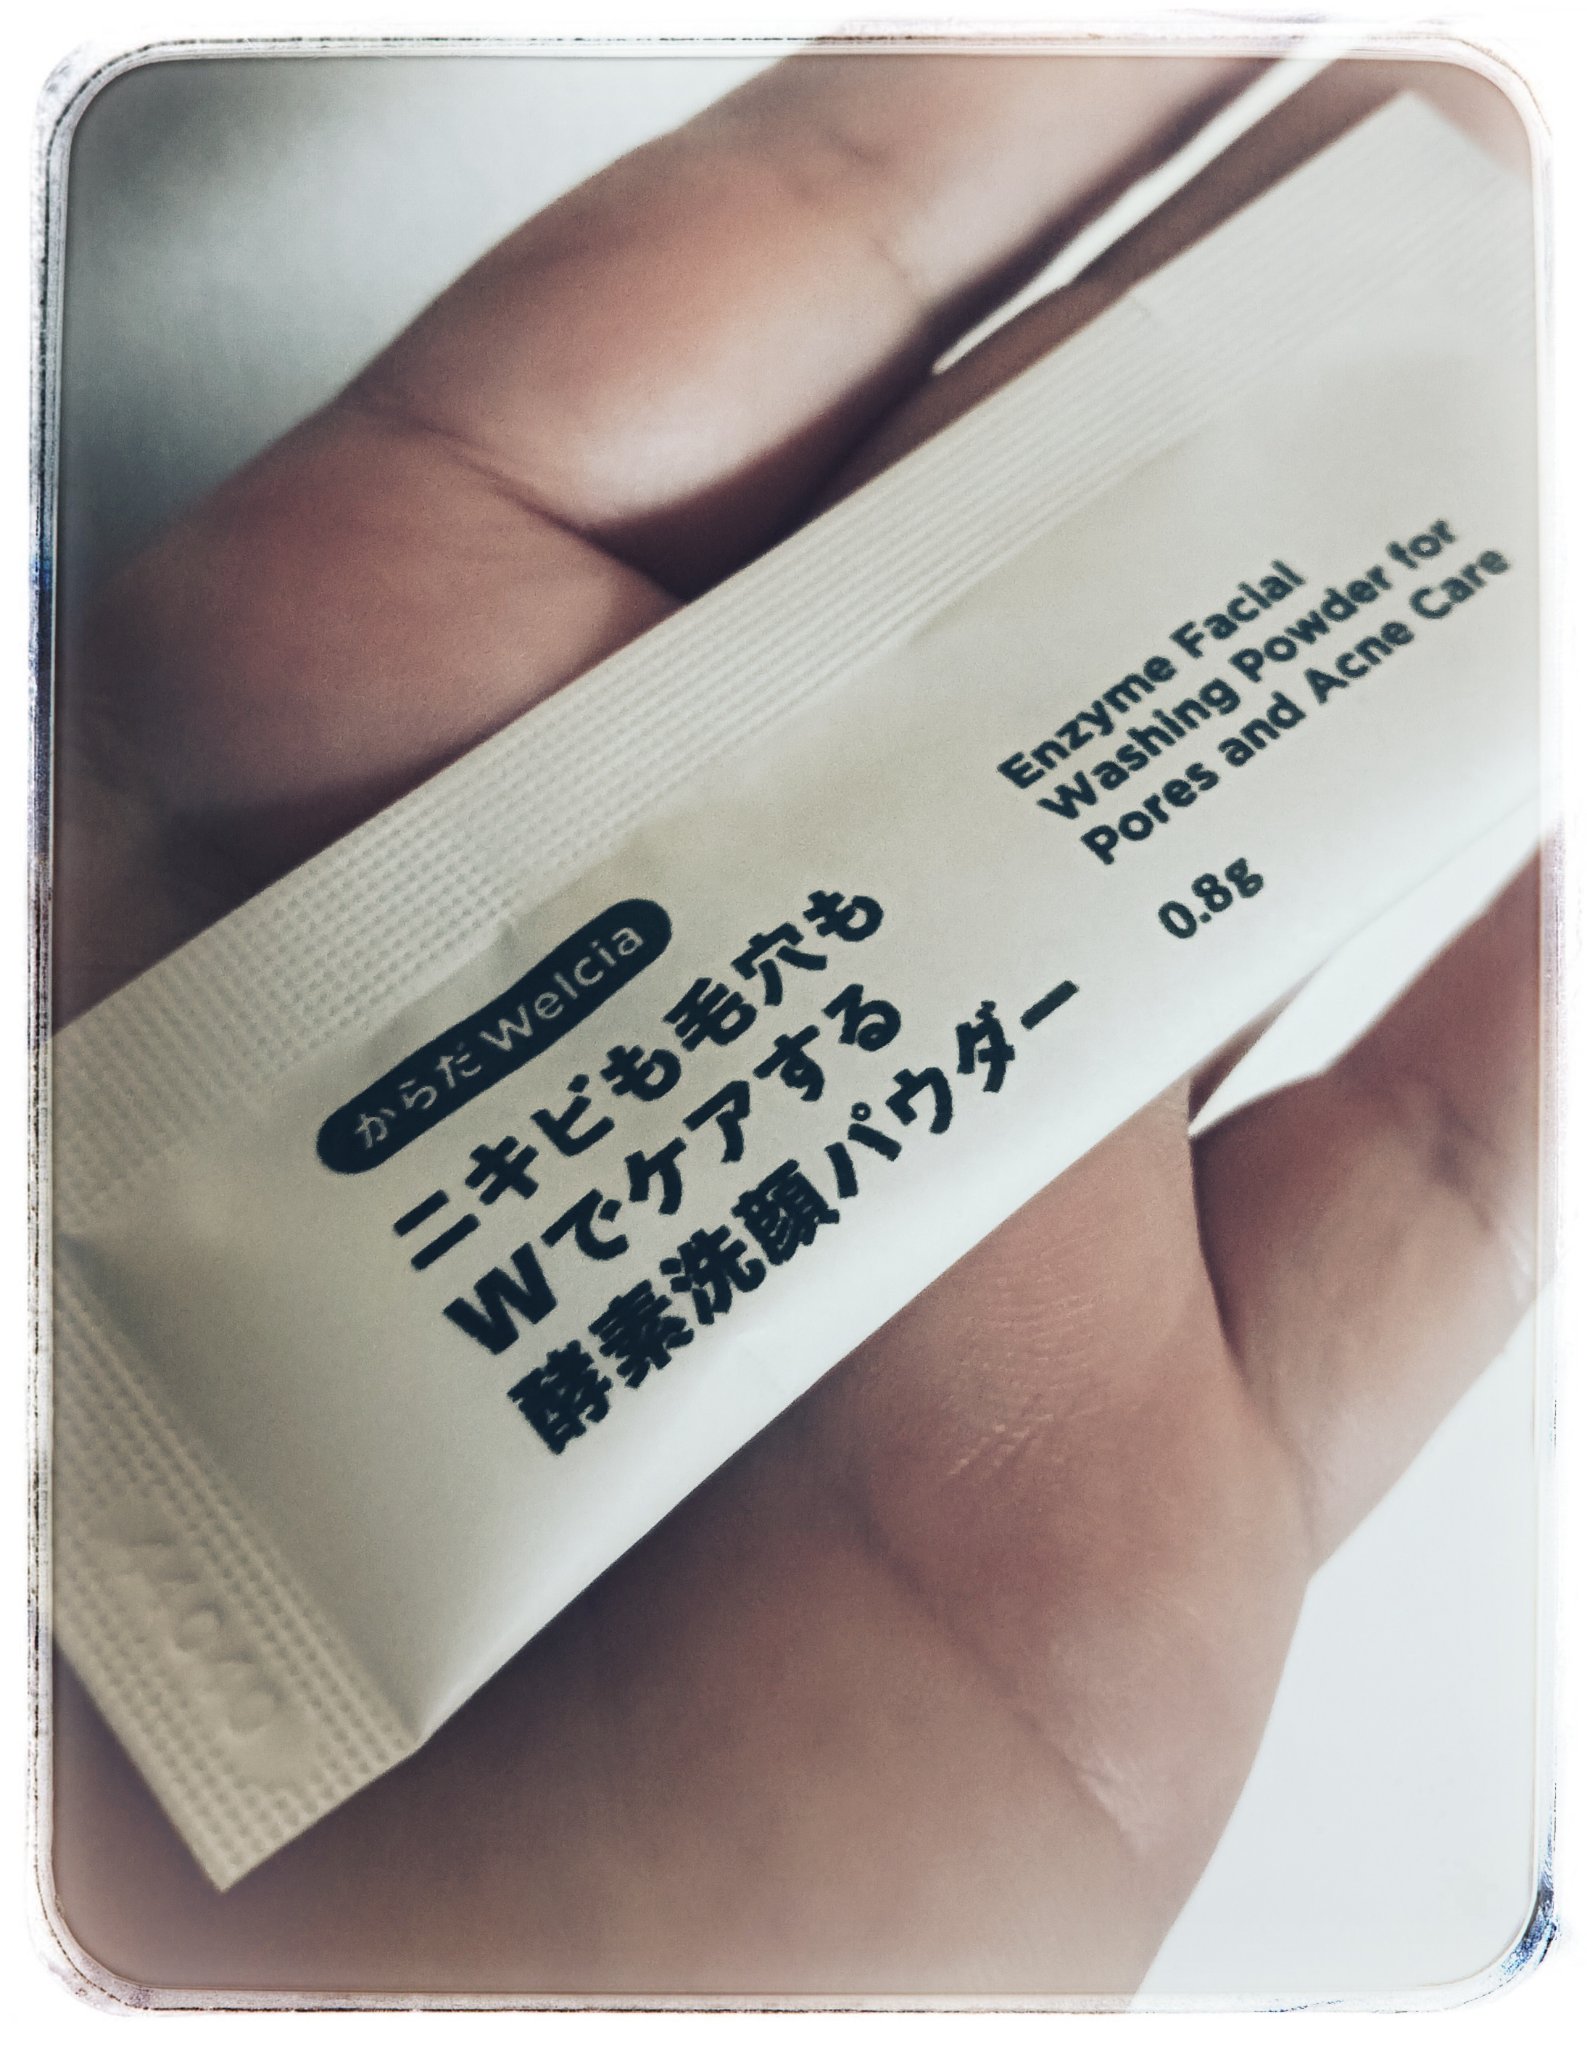 からだWelcia
ニキビも毛穴も
Wでケアする
酵素洗顔パウダー
Enzyme Facial
Washing Powder for
Pores and Acne Care
0.8g